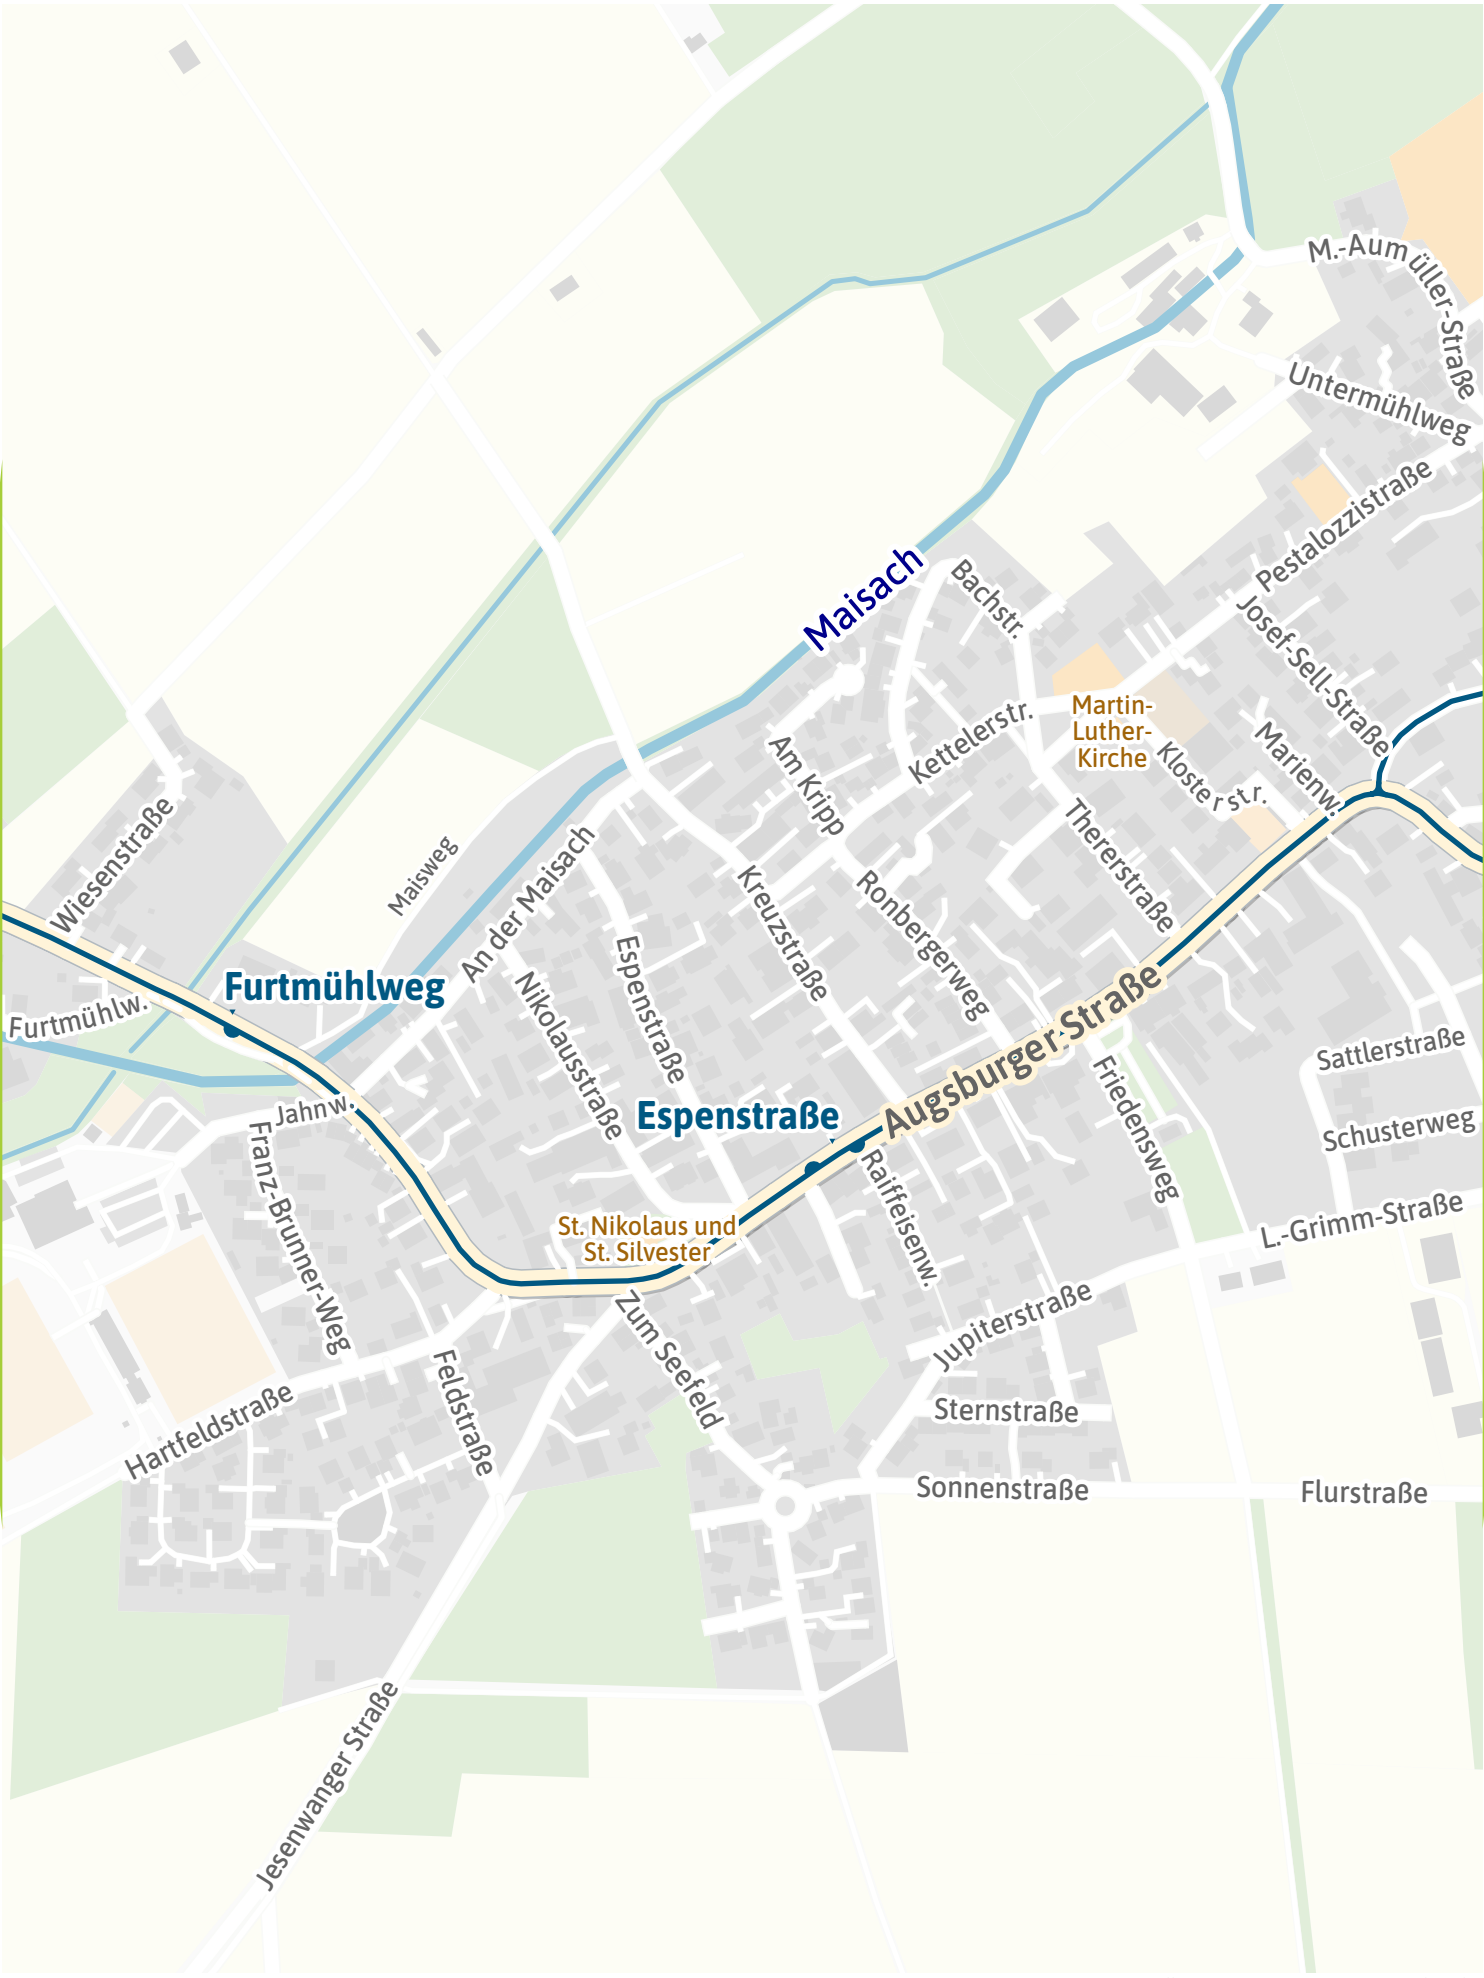 M.-Aumüller-Straße
Untermühlweg
Pestalozzistraße
Maisach
Bachstr.
Josef-Sell-Straße
Martin-
Luther-
Kirche
Kettelerstr.
Am Kripp
Klosterstr.
Marienw.
Wiesenstraße
Maisweg
An der Maisach
Thererstraße
Kreuzstraße
Ronbergerweg
Furtmühlweg
Furtmühlw.
Espenstraße
Nikolausstraße
Augsburger Straße
Sattlerstraße
Jahnw.
Espenstraße
Friedensweg
Schusterweg
Franz-Brunner-Weg
Raiffeisenw.
St. Nikolaus und
St. Silvester
L.-Grimm-Straße
Zum Seefeld
Jupiterstraße
Feldstraße
Hartfeldstraße
Sternstraße
Sonnenstraße
Flurstraße
Jesenwanger Straße